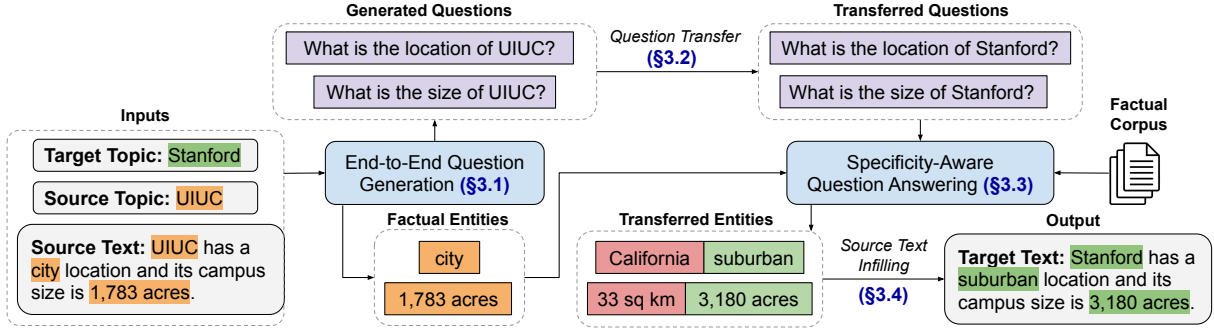 Generated Questions
What is the location of UIUC?
What is the size of UIUC?
Question Transfer
(§3.2)
Transferred Questions
What is the location of Stanford?
What is the size of Stanford?
Inputs
Target Topic: Stanford
Source Topic: UIUC
Source Text: UIUC has a
city location and its campus
size is 1,783 acres.
End-to-End Question
Generation (§3.1)
Factual Entities
city
1,783 acres
Specificity-Aware
Question Answering (§3.3)
Factual
Corpus
Transferred Entities
California suburban
33 sq km 3,180 acres
Source Text
Infilling
(§3.4)
Output
Target Text: Stanford has a
suburban location and its
campus size is 3,180 acres.